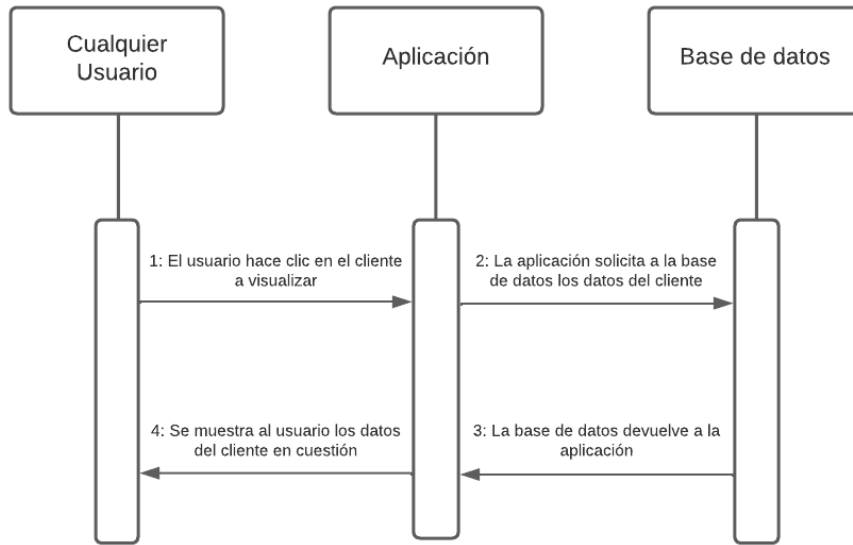 Cualquier
Usuario
Aplicación
Base de datos
1: El usuario hace clic en el cliente
a visualizar
2: La aplicación solicita a la base
de datos los datos del cliente
4: Se muestra al usuario los datos
del cliente en cuestión
3: La base de datos devuelve a la
aplicación